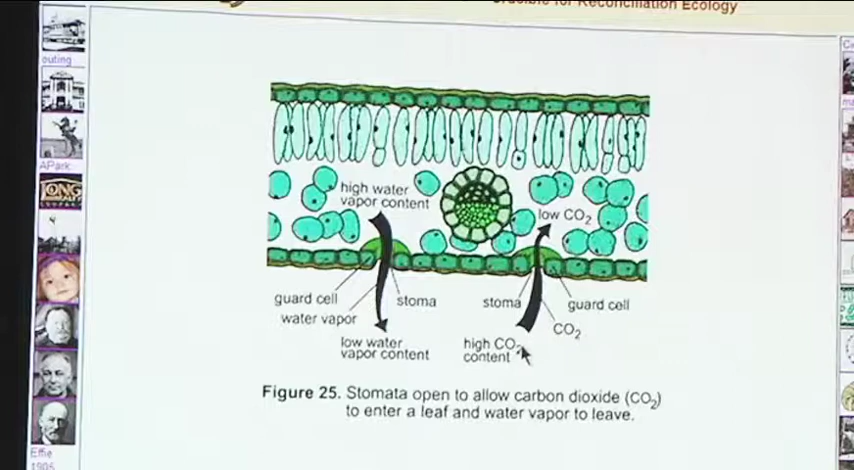 Crucible for Reconciliation Ecology
outing
APark
LONG
high water
vapor content
low CO₂
guard cell
stoma
stoma
guard cell
water vapor
CO₂
low water
vapor content
high CO₂
content
Figure 25. Stomata open to allow carbon dioxide (CO₂)
to enter a leaf and water vapor to leave.
Effie
1906